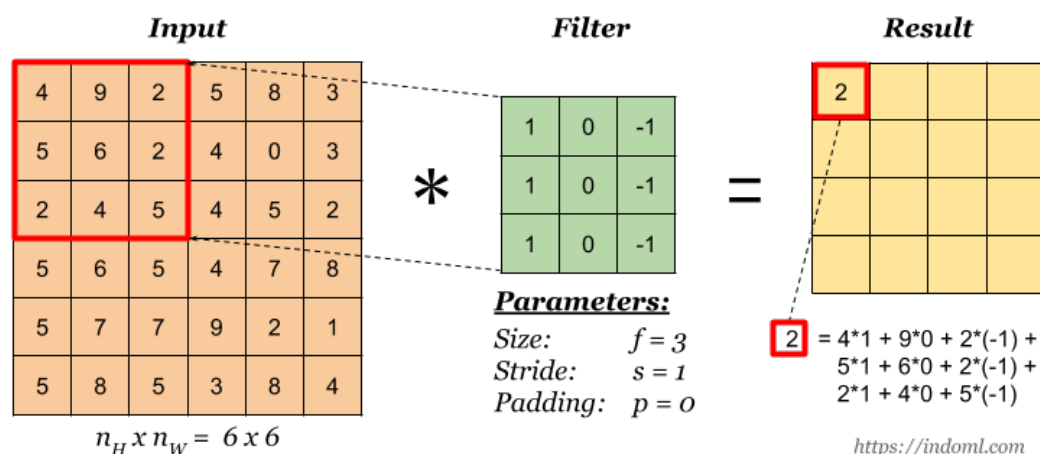 Input Filter Result
4 9 2 5 8 3
5 6 2 4 0 3
2 4 5 4 5 2
5 6 5 4 7 8
5 7 7 9 2 1
5 8 5 3 8 4
n_H x n_W = 6 x 6
*
1 0 -1
1 0 -1
1 0 -1
Parameters:
Size: f = 3
Stride: s = 1
Padding: p = 0
=
2
2 = 4*1 + 9*0 + 2*(-1) +
5*1 + 6*0 + 2*(-1) +
2*1 + 4*0 + 5*(-1)
https://indoml.com